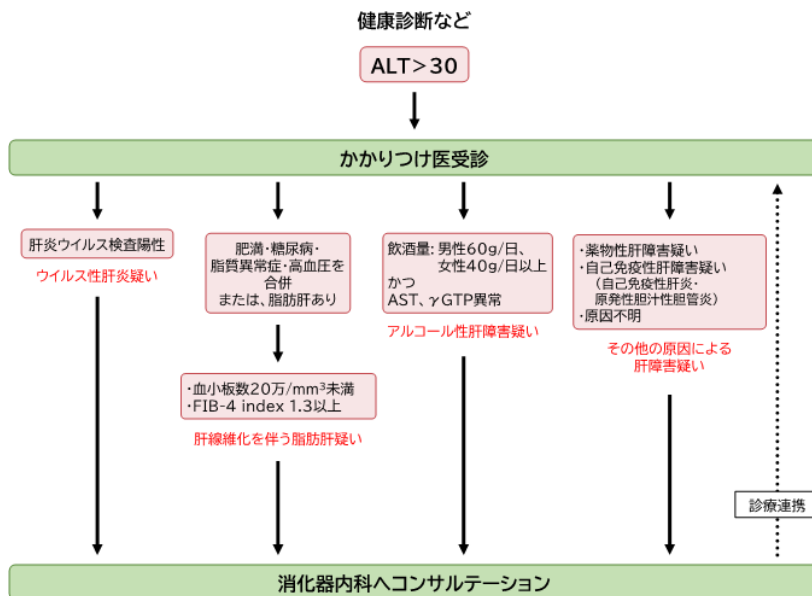 健康診断など
ALT>30
かかりつけ医受診
肝炎ウイルス検査陽性
ウイルス性肝炎疑い
肥満・糖尿病・
脂質異常症・高血圧を
合併
または、脂肪肝あり
・血小板数20万/mm³未満
・FIB-4 index 1.3以上
肝線維化を伴う脂肪肝疑い
飲酒量: 男性60g/日、
女性40g/日以上
かつ
AST、γGTP異常
アルコール性肝障害疑い
・薬物性肝障害疑い
・自己免疫性肝障害疑い
(自己免疫性肝炎・
原発性胆汁性胆管炎)
・原因不明
その他の原因による
肝障害疑い
診療連携
消化器内科へコンサルテーション